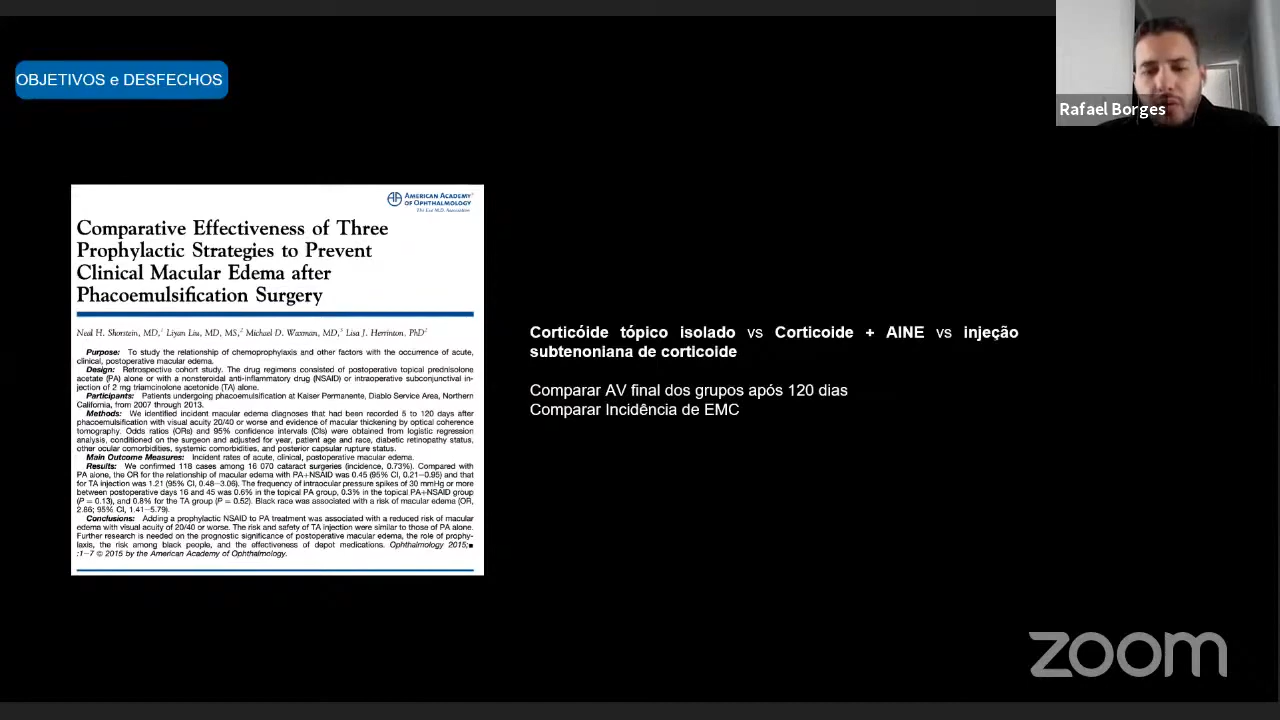 OBJETIVOS e DESFECHOS
Rafael Borges
AMERICAN ACADEMY
OF OPHTHALMOLOGY
The Eye M.D. Association
Comparative Effectiveness of Three
Prophylactic Strategies to Prevent
Clinical Macular Edema after
Phacoemulsification Surgery
Neal H. Shorstein, MD,¹ Liyan Liu, MD, MS,² Michael D. Waxman, MD,³ Lisa J. Herrinton, PhD²
Purpose: To study the relationship of chemoprophylaxis and other factors with the occurrence of acute,
clinical, postoperative macular edema.
Design: Retrospective cohort study. The drug regimens consisted of postoperative topical prednisolone
acetate (PA) alone or with a nonsteroidal anti-inflammatory drug (NSAID) or intraoperative subconjunctival in-
jection of 2 mg triamcinolone acetonide (TA) alone.
Participants: Patients undergoing phacoemulsification at Kaiser Permanente, Diablo Service Area, Northern
California, from 2007 through 2013.
Methods: We identified incident macular edema diagnoses that had been recorded 5 to 120 days after
phacoemulsification with visual acuity 20/40 or worse and evidence of macular thickening by optical coherence
tomography. Odds ratios (ORs) and 95% confidence intervals (CIs) were obtained from logistic regression
analysis, conditioned on the surgeon and adjusted for year, patient age and race, diabetic retinopathy status,
other ocular comorbidities, systemic comorbidities, and posterior capsular rupture status.
Main Outcome Measures: Incident rates of acute, clinical, postoperative macular edema.
Results: We confirmed 118 cases among 16 070 cataract surgeries (incidence, 0.73%). Compared with
PA alone, the OR for the relationship of macular edema with PA+NSAID was 0.45 (95% CI, 0.21–0.95) and that
for TA injection was 1.21 (95% CI, 0.48–3.06). The frequency of intraocular pressure spikes of 30 mmHg or more
between postoperative days 16 and 45 was 0.6% in the topical PA group, 0.3% in the topical PA+NSAID group
(P = 0.13), and 0.8% for the TA group (P = 0.52). Black race was associated with a risk of macular edema (OR,
2.86; 95% CI, 1.41–5.79).
Conclusions: Adding a prophylactic NSAID to PA treatment was associated with a reduced risk of macular
edema with visual acuity of 20/40 or worse. The risk and safety of TA injection were similar to those of PA alone.
Further research is needed on the prognostic significance of postoperative macular edema, the role of prophy-
laxis, the risk among black people, and the effectiveness of depot medications. Ophthalmology 2015;■
:1–7 © 2015 by the American Academy of Ophthalmology.
Corticóide tópico isolado vs Corticoide + AINE vs injeção
subtenoniana de corticoide
Comparar AV final dos grupos após 120 dias
Comparar Incidência de EMC
zoom